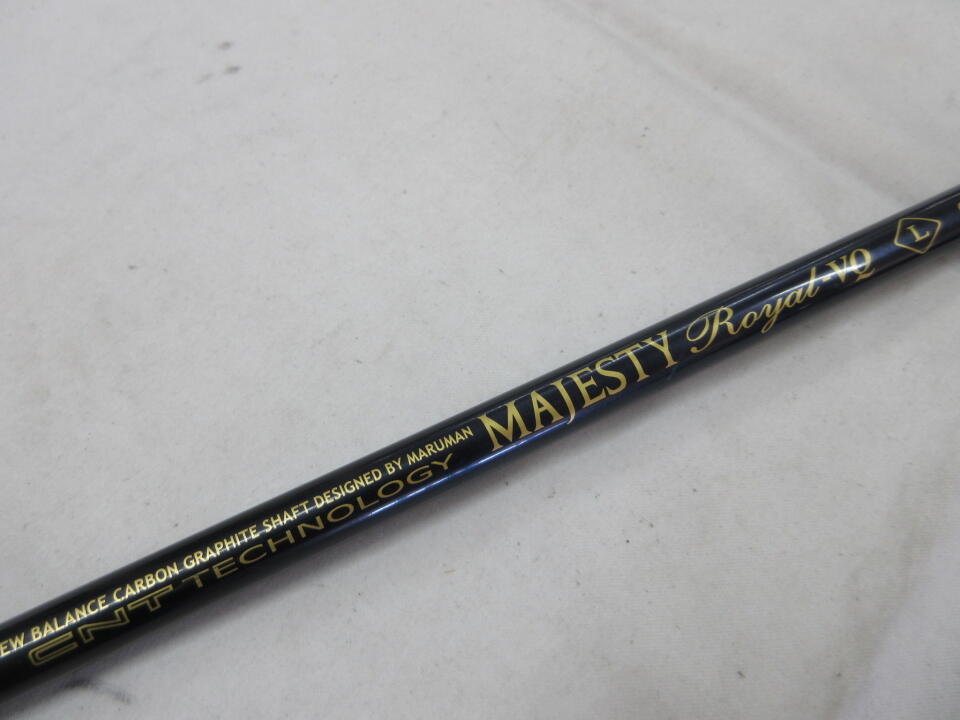 EW BALANCE CARBON GRAPHITE SHAFT DESIGNED BY MARUMAN
CNT TECHNOLOGY
MAJESTY Royal-VQ L